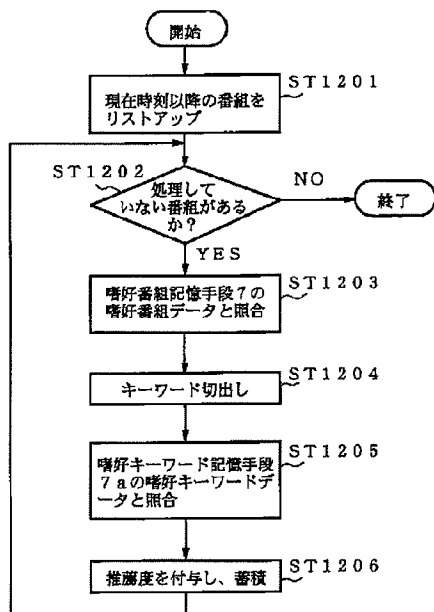 開始
ST1201
現在時刻以降の番組を
リストアップ
ST1202
処理して
いない番組がある
か?
NO
終了
YES
ST1203
嗜好番組記憶手段7の
嗜好番組データと照合
ST1204
キーワード切出し
ST1205
嗜好キーワード記憶手段
7aの嗜好キーワードデ
ータと照合
ST1206
推薦度を付与し、蓄積